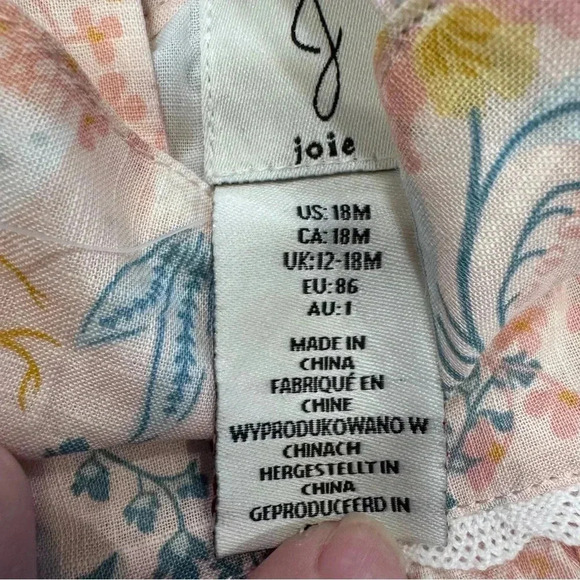 J
joie
US: 18M
CA: 18M
UK:12-18M
EU: 86
AU: 1
MADE IN
CHINA
FABRIQUÉ EN
CHINE
WYPRODUKOWANO W
CHINACH
HERGESTELLT IN
CHINA
GEPRODUCEERD IN